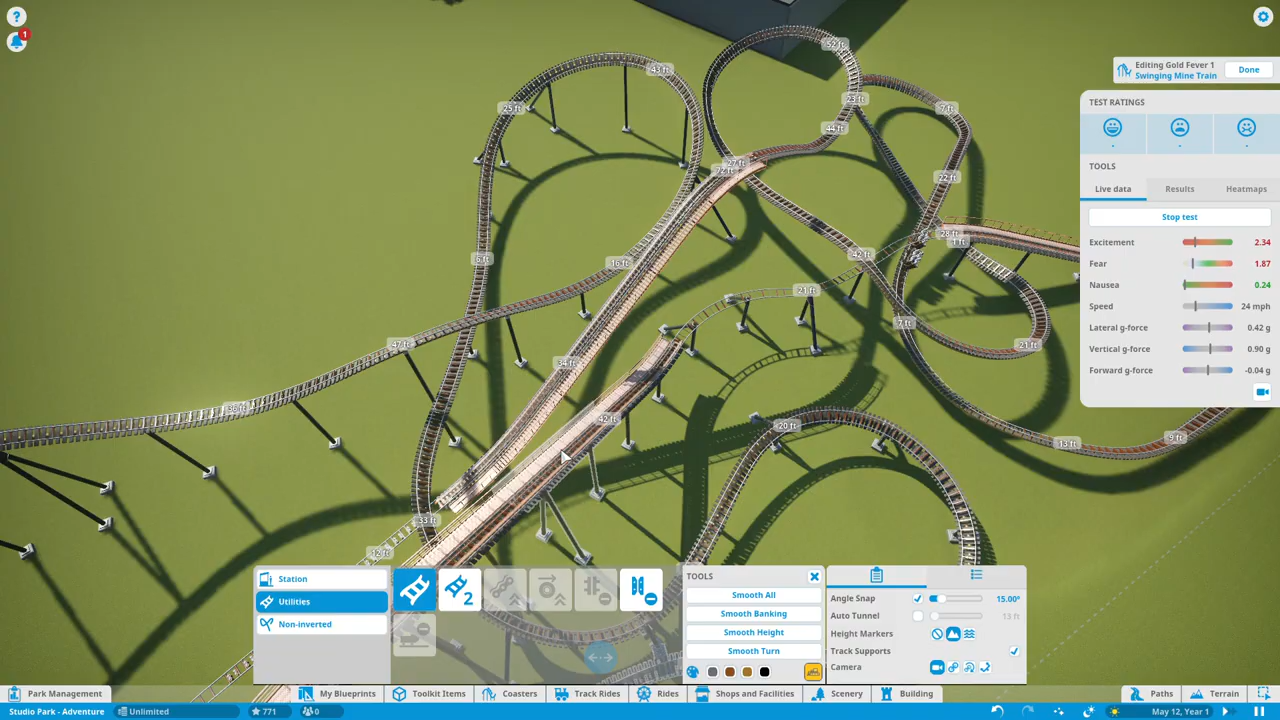 ?
1
Editing Gold Fever 1
Swinging Mine Train
Done
TEST RATINGS
- - -
TOOLS
Live data Results Heatmaps
Stop test
Excitement 2.34
Fear 1.87
Nausea 0.24
Speed 24 mph
Lateral g-force 0.42 g
Vertical g-force 0.90 g
Forward g-force -0.04 g
52 ft
43 ft
25 ft
23 ft
7 ft
44 ft
27 ft
22 ft
28 ft
1 ft
42 ft
6 ft
16 ft
21 ft
7 ft
47 ft
21 ft
34 ft
42 ft
20 ft
9 ft
13 ft
33 ft
12 ft
Station
Utilities
Non-inverted
2
TOOLS
Smooth All
Smooth Banking
Smooth Height
Smooth Turn
Angle Snap 15.00°
Auto Tunnel 13 ft
Height Markers
Track Supports
Camera
Park Management My Blueprints Toolkit Items Coasters Track Rides Rides Shops and Facilities Scenery Building Paths Terrain
Studio Park - Adventure Unlimited 771 0 May 12, Year 1